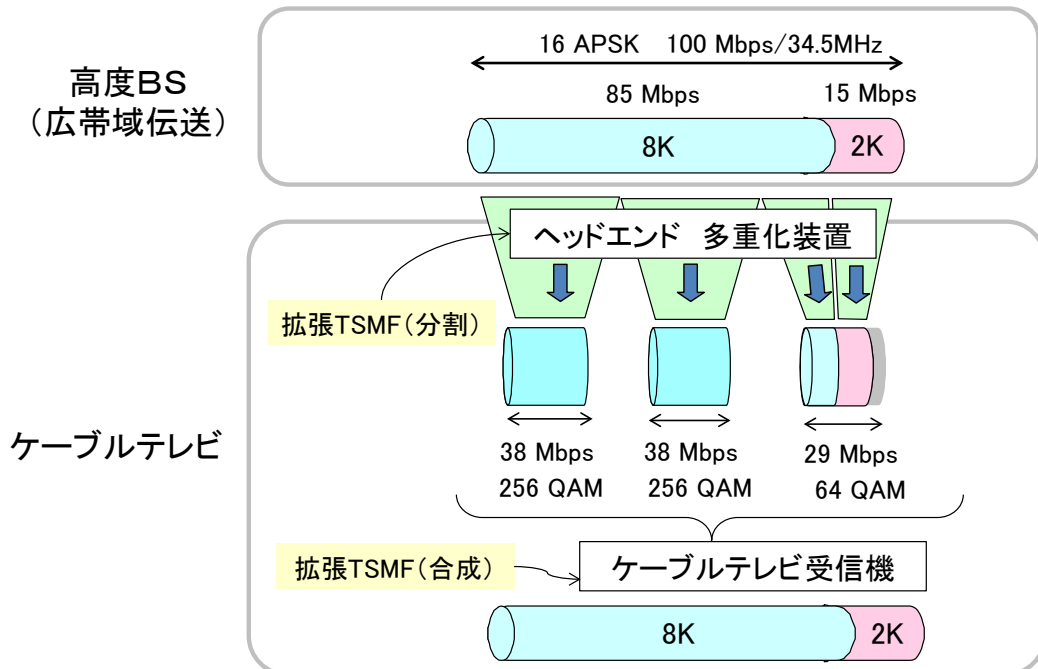 高度BS
（広帯域伝送）
16 APSK 100 Mbps/34.5MHz
85 Mbps
15 Mbps
8K
2K
ヘッドエンド 多重化装置
拡張TSMF（分割）
ケーブルテレビ
38 Mbps
256 QAM
38 Mbps
256 QAM
29 Mbps
64 QAM
拡張TSMF（合成）
ケーブルテレビ受信機
8K
2K